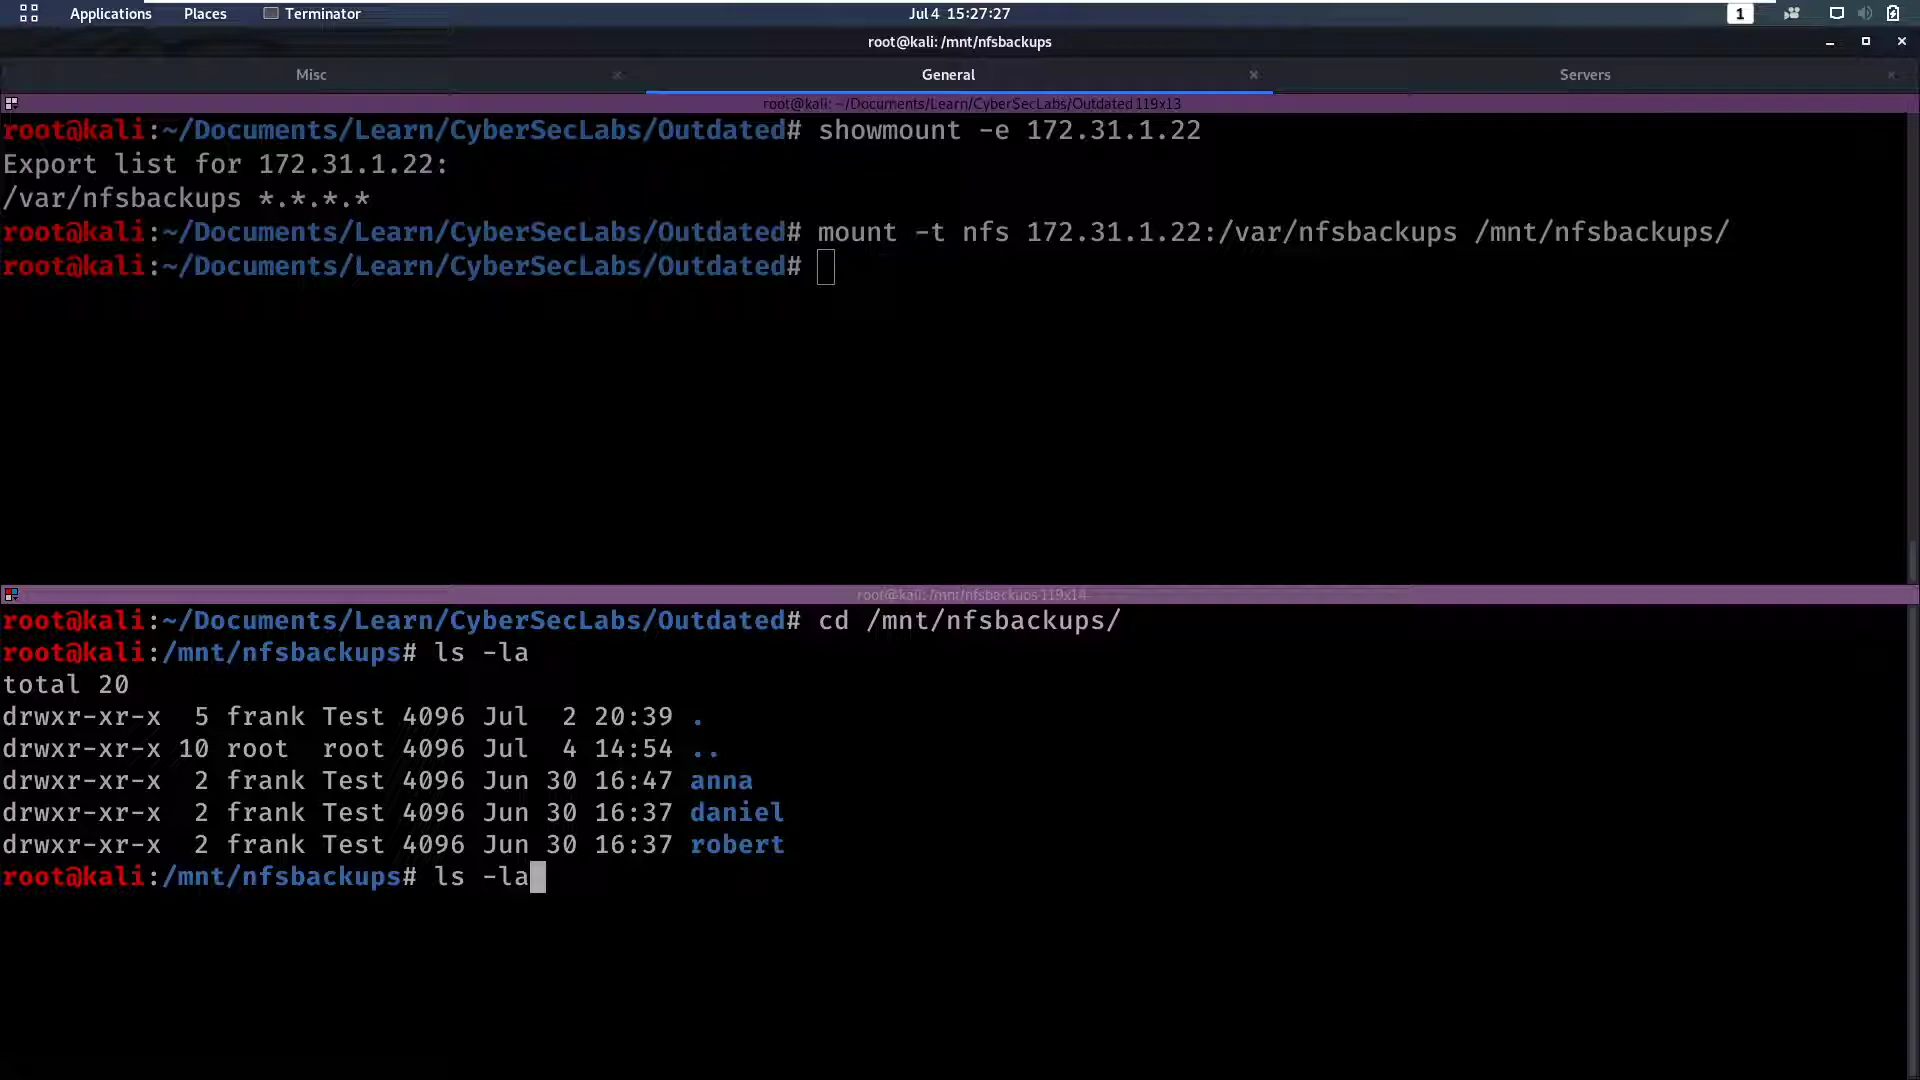 Applications Places Terminator Jul 4 15:27:27 1
root@kali: /mnt/nfsbackups
Misc General Servers
root@kali: ~/Documents/Learn/CyberSecLabs/Outdated 119x13
root@kali:~/Documents/Learn/CyberSecLabs/Outdated# showmount -e 172.31.1.22
Export list for 172.31.1.22:
/var/nfsbackups *.*.*.*
root@kali:~/Documents/Learn/CyberSecLabs/Outdated# mount -t nfs 172.31.1.22:/var/nfsbackups /mnt/nfsbackups/
root@kali:~/Documents/Learn/CyberSecLabs/Outdated#
root@kali: /mnt/nfsbackups 119x14
root@kali:~/Documents/Learn/CyberSecLabs/Outdated# cd /mnt/nfsbackups/
root@kali:/mnt/nfsbackups# ls -la
total 20
drwxr-xr-x  5 frank Test 4096 Jul  2 20:39 .
drwxr-xr-x 10 root  root 4096 Jul  4 14:54 ..
drwxr-xr-x  2 frank Test 4096 Jun 30 16:47 anna
drwxr-xr-x  2 frank Test 4096 Jun 30 16:37 daniel
drwxr-xr-x  2 frank Test 4096 Jun 30 16:37 robert
root@kali:/mnt/nfsbackups# ls -la